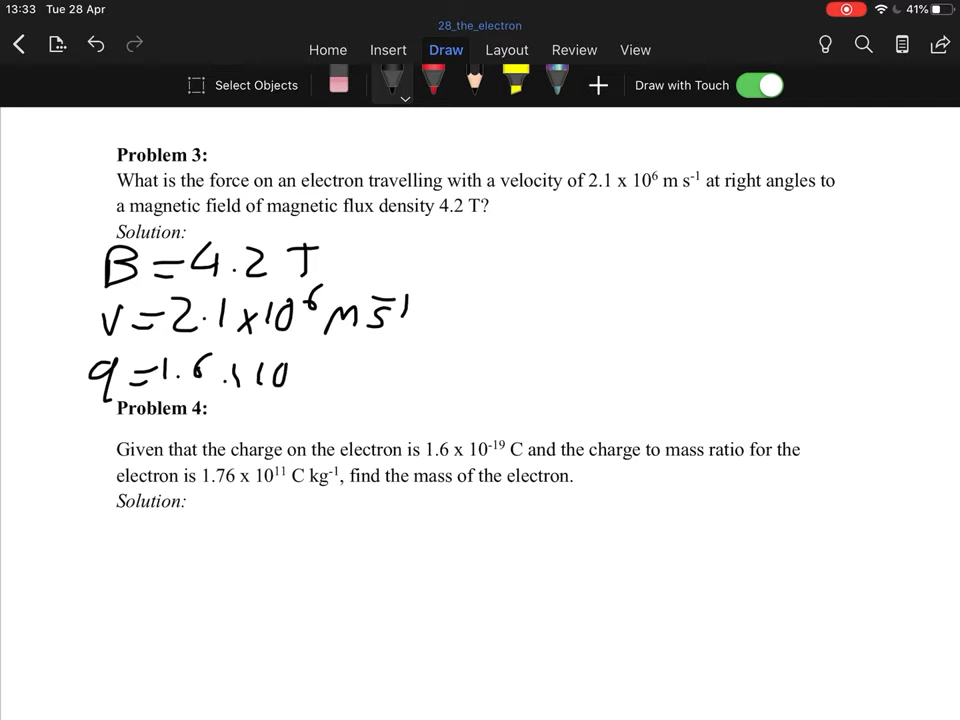 13:33 Tue 28 Apr 41%
28_the_electron
Home Insert Draw Layout Review View
Select Objects Draw with Touch
Problem 3:
What is the force on an electron travelling with a velocity of 2.1 x 10⁶ m s⁻¹ at right angles to
a magnetic field of magnetic flux density 4.2 T?
Solution:
B = 4.2 T
v = 2.1 x 10⁶ m s⁻¹
q = 1.6 x 10
Problem 4:
Given that the charge on the electron is 1.6 x 10⁻¹⁹ C and the charge to mass ratio for the
electron is 1.76 x 10¹¹ C kg⁻¹, find the mass of the electron.
Solution: